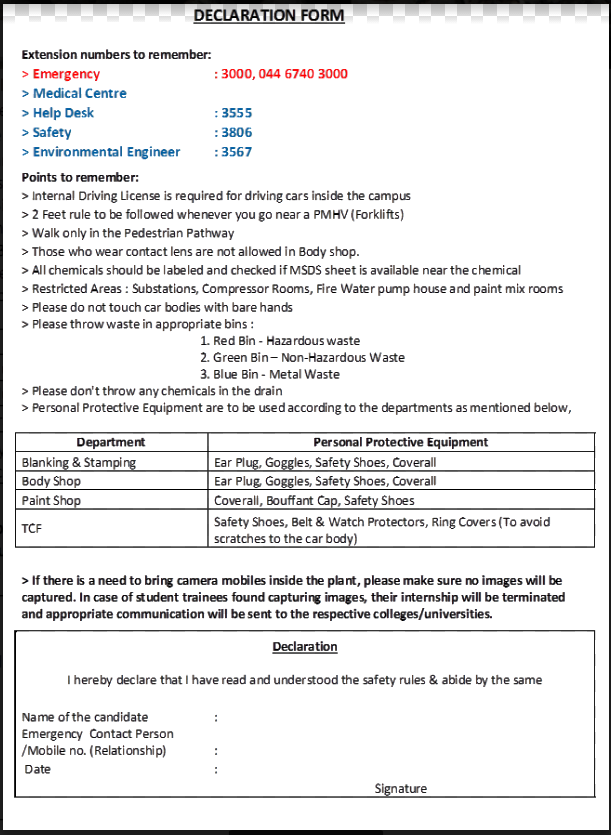 DECLARATION FORM
Extension numbers to remember:
> Emergency : 3000, 044 6740 3000
> Medical Centre
> Help Desk : 3555
> Safety : 3806
> Environmental Engineer : 3567
Points to remember:
> Internal Driving License is required for driving cars inside the campus
> 2 Feet rule to be followed whenever you go near a PMHV (Forklifts)
> Walk only in the Pedestrian Pathway
> Those who wear contact lens are not allowed in Body shop.
> All chemicals should be labeled and checked if MSDS sheet is available near the chemical
> Restricted Areas : Substations, Compressor Rooms, Fire Water pump house and paint mix rooms
> Please do not touch car bodies with bare hands
> Please throw waste in appropriate bins :
1. Red Bin - Hazardous waste
2. Green Bin – Non-Hazardous Waste
3. Blue Bin - Metal Waste
> Please don't throw any chemicals in the drain
> Personal Protective Equipment are to be used according to the departments as mentioned below,
Department Personal Protective Equipment
Blanking & Stamping Ear Plug, Goggles, Safety Shoes, Coverall
Body Shop Ear Plug, Goggles, Safety Shoes, Coverall
Paint Shop Coverall, Bouffant Cap, Safety Shoes
TCF Safety Shoes, Belt & Watch Protectors, Ring Covers (To avoid
scratches to the car body)
> If there is a need to bring camera mobiles inside the plant, please make sure no images will be
captured. In case of student trainees found capturing images, their internship will be terminated
and appropriate communication will be sent to the respective colleges/universities.
Declaration
I hereby declare that I have read and understood the safety rules & abide by the same
Name of the candidate :
Emergency Contact Person
/Mobile no. (Relationship) :
Date :
Signature